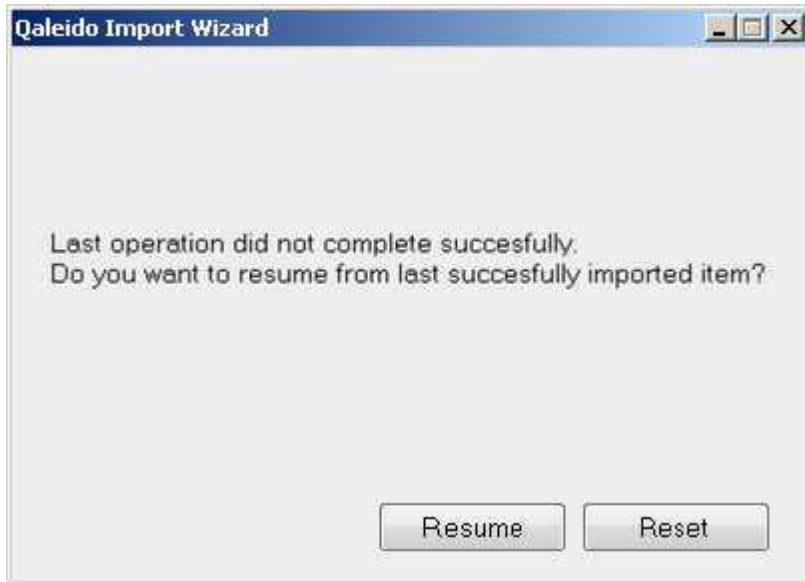 Qaleido Import Wizard
Last operation did not complete succesfully.
Do you want to resume from last succesfully imported item?
Resume Reset